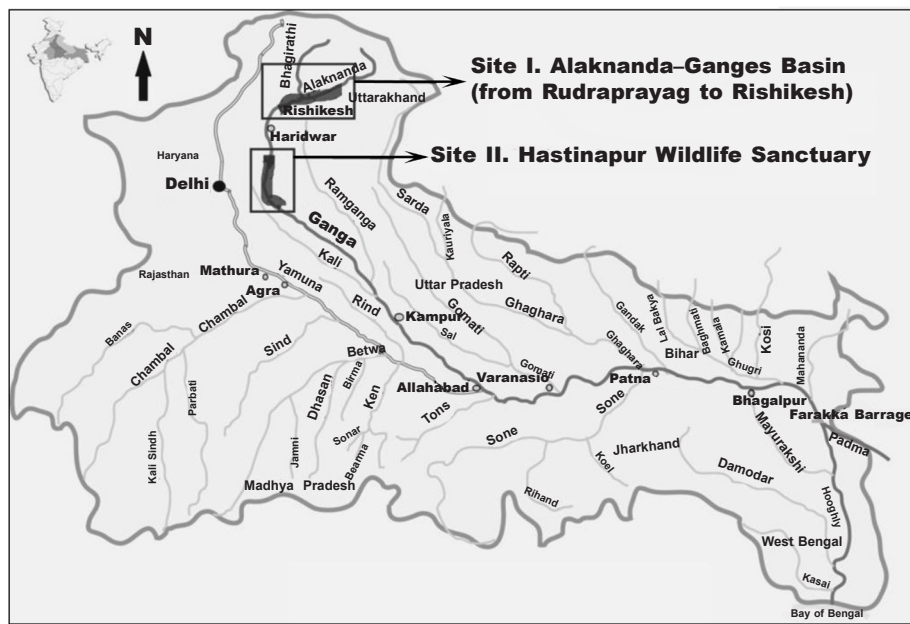 N
Bhagirathi
Alaknanda
Uttarakhand
Rishikesh
Site I. Alaknanda–Ganges Basin
(from Rudraprayag to Rishikesh)
Haridwar
Site II. Hastinapur Wildlife Sanctuary
Haryana
Delhi
Ramganga
Sarda
Kauriyala
Ganga
Kali
Rapti
Rajasthan
Mathura
Agra
Yamuna
Uttar Pradesh
Ghaghara
Rind
Gomati
Kampur
Sal
Gomati
Chambal
Chambal
Banas
Sind
Parbati
Kali Sindh
Betwa
Birma
Dhasan
Ken
Jamni
Sonar
Bearma
Madhya Pradesh
Allahabad
Varanasio
Tons
Gandak
Lal Bakya
Baghmati
Kamala
Kosi
Mahananda
Ghaghara
Bihar
Ghugri
Patna
Sone
Sone
Bhagalpur
Farakka Barrage
Padma
Mayurakshi
Koel
Jharkhand
Damodar
Rihand
Hooghly
West Bengal
Kasai
Bay of Bengal